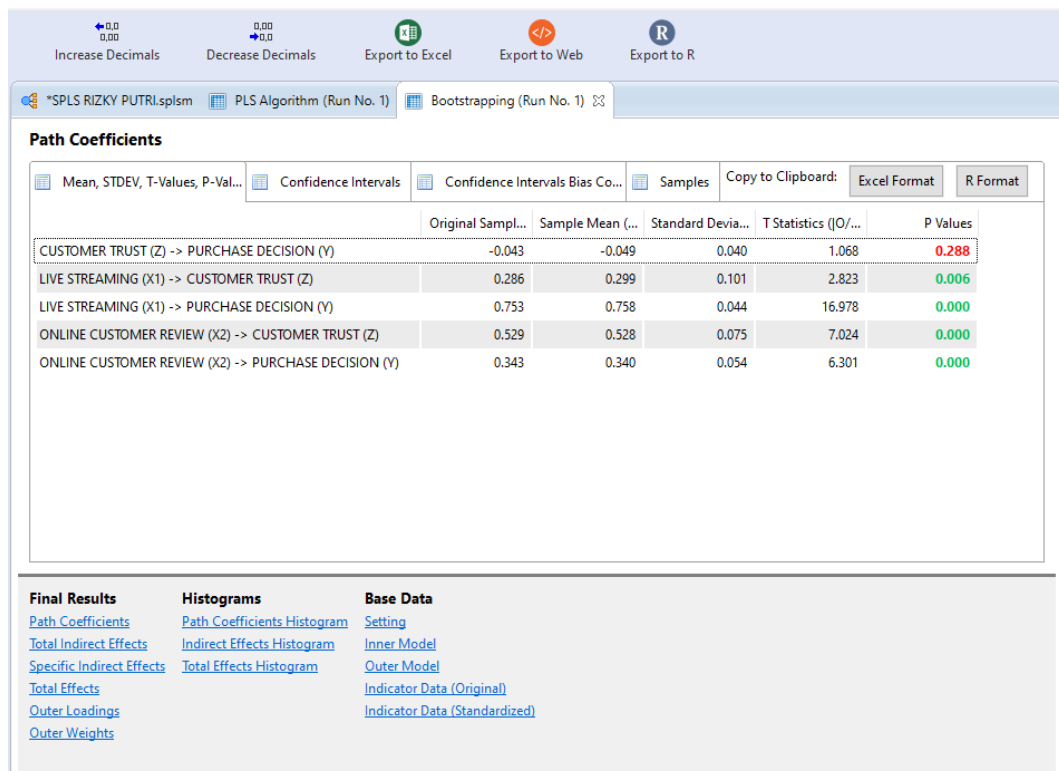 0,0
0,00
0,00
0,0
Increase Decimals Decrease Decimals Export to Excel Export to Web Export to R
*SPLS RIZKY PUTRI.splsm PLS Algorithm (Run No. 1) Bootstrapping (Run No. 1)
Path Coefficients
Mean, STDEV, T-Values, P-Val... Confidence Intervals Confidence Intervals Bias Co... Samples Copy to Clipboard: Excel Format R Format
Original Sampl... Sample Mean (... Standard Devia... T Statistics (|O/... P Values
CUSTOMER TRUST (Z) -> PURCHASE DECISION (Y) -0.043 -0.049 0.040 1.068 0.288
LIVE STREAMING (X1) -> CUSTOMER TRUST (Z) 0.286 0.299 0.101 2.823 0.006
LIVE STREAMING (X1) -> PURCHASE DECISION (Y) 0.753 0.758 0.044 16.978 0.000
ONLINE CUSTOMER REVIEW (X2) -> CUSTOMER TRUST (Z) 0.529 0.528 0.075 7.024 0.000
ONLINE CUSTOMER REVIEW (X2) -> PURCHASE DECISION (Y) 0.343 0.340 0.054 6.301 0.000
Final Results Histograms Base Data
Path Coefficients Path Coefficients Histogram Setting
Total Indirect Effects Indirect Effects Histogram Inner Model
Specific Indirect Effects Total Effects Histogram Outer Model
Total Effects Indicator Data (Original)
Outer Loadings Indicator Data (Standardized)
Outer Weights